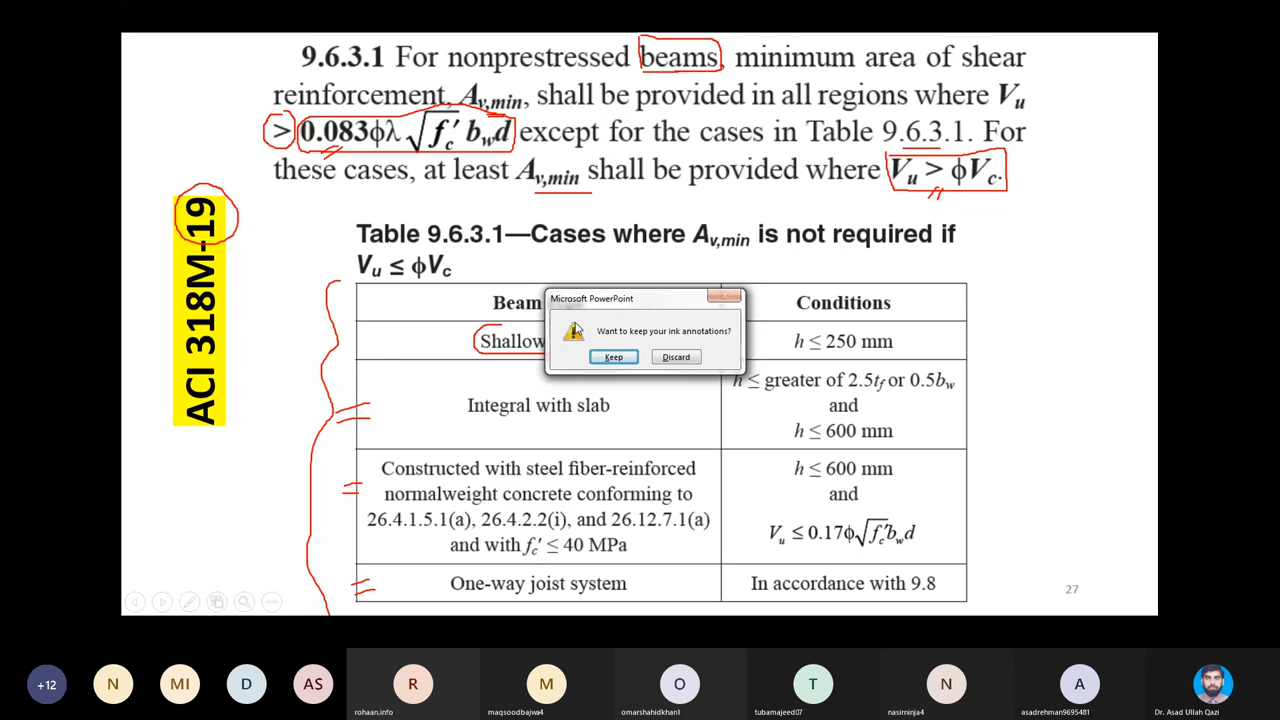 9.6.3.1 For nonprestressed beams, minimum area of shear
reinforcement, Av,min, shall be provided in all regions where Vu
> 0.083ϕλ√fc′ bwd except for the cases in Table 9.6.3.1. For
these cases, at least Av,min shall be provided where Vu > ϕVc.
ACI 318M-19
Table 9.6.3.1—Cases where Av,min is not required if
Vu ≤ ϕVc
Beam
Conditions
Shallow
h ≤ 250 mm
Integral with slab
h ≤ greater of 2.5tf or 0.5bw
and
h ≤ 600 mm
Constructed with steel fiber-reinforced
normalweight concrete conforming to
26.4.1.5.1(a), 26.4.2.2(i), and 26.12.7.1(a)
and with fc′ ≤ 40 MPa
h ≤ 600 mm
and
Vu ≤ 0.17ϕ√fc′bwd
One-way joist system
In accordance with 9.8
Microsoft PowerPoint
Want to keep your ink annotations?
Keep
Discard
27
+12
N
MI
D
AS
R
M
O
T
N
A
rohaan.info
maqsoodbajwa4
omarshahidkhan1
tubamajeed07
nasirninja4
asadrehman9695481
Dr. Asad Ullah Qazi